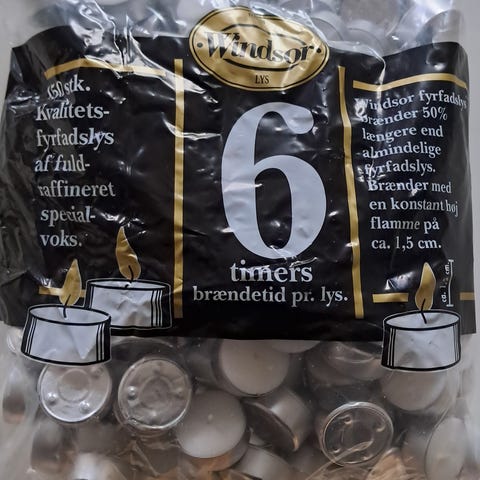 Windsor
LYS
150 stk.
Kvalitets-
fyrfadslys
af fuld-
raffineret
special-
voks.
6
timers
brændetid pr. lys.
Windsor fyrfadslys
brænder 50%
længere end
almindelige
fyrfadslys.
Brænder med
en konstant høj
flamme på
ca. 1,5 cm.